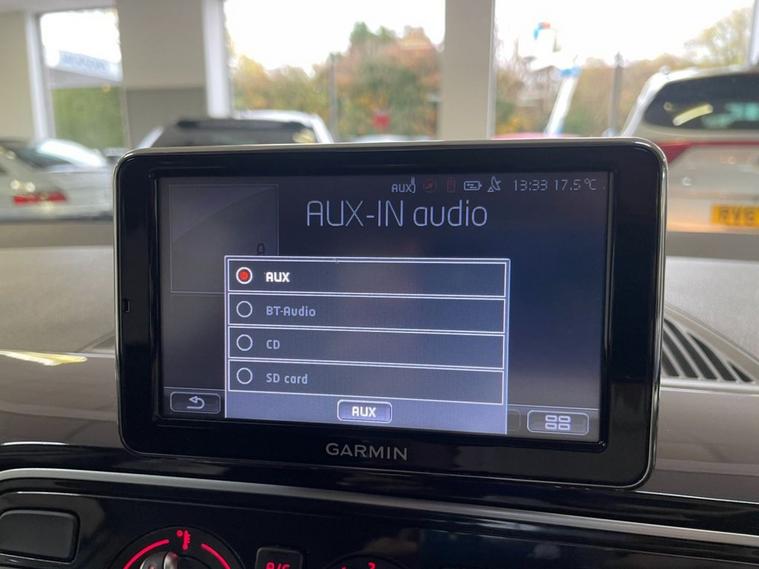 AUX 13:33 17.5°C
AUX-IN audio
AUX
BT-Audio
CD
SD card
AUX
GARMIN
A/C